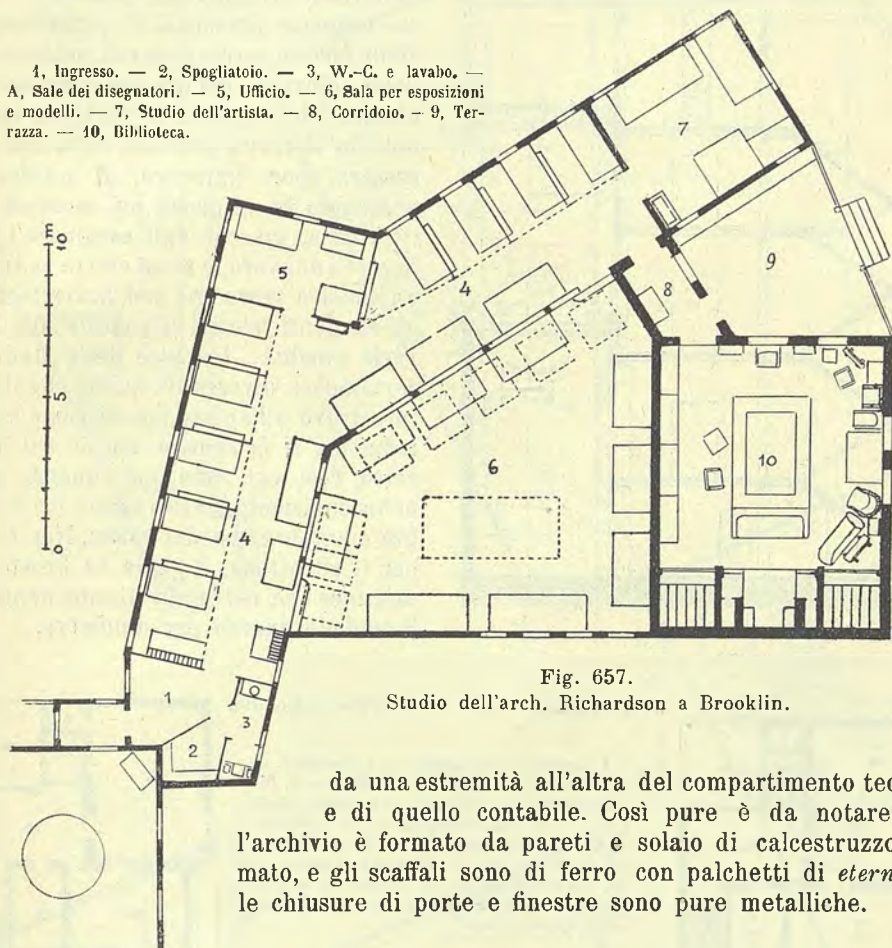 1, Ingresso. — 2, Spogliatoio. — 3, W.-C. e lavabo. —
A, Sale dei disegnatori. — 5, Ufficio. — 6, Sala per esposizioni
e modelli. — 7, Studio dell'artista. — 8, Corridoio. — 9, Ter-
razza. — 10, Biblioteca.
E
10
5
0
5
4
7
4
8
9
6
10
4
1
3
2
Fig. 657.
Studio dell'arch. Richardson a Brooklin.
da una estremità all'altra del compartimento tec
e di quello contabile. Così pure è da notare
l'archivio è formato da pareti e solaio di calcestruzzo
mato, e gli scaffali sono di ferro con palchetti di etern
le chiusure di porte e finestre sono pure metalliche.